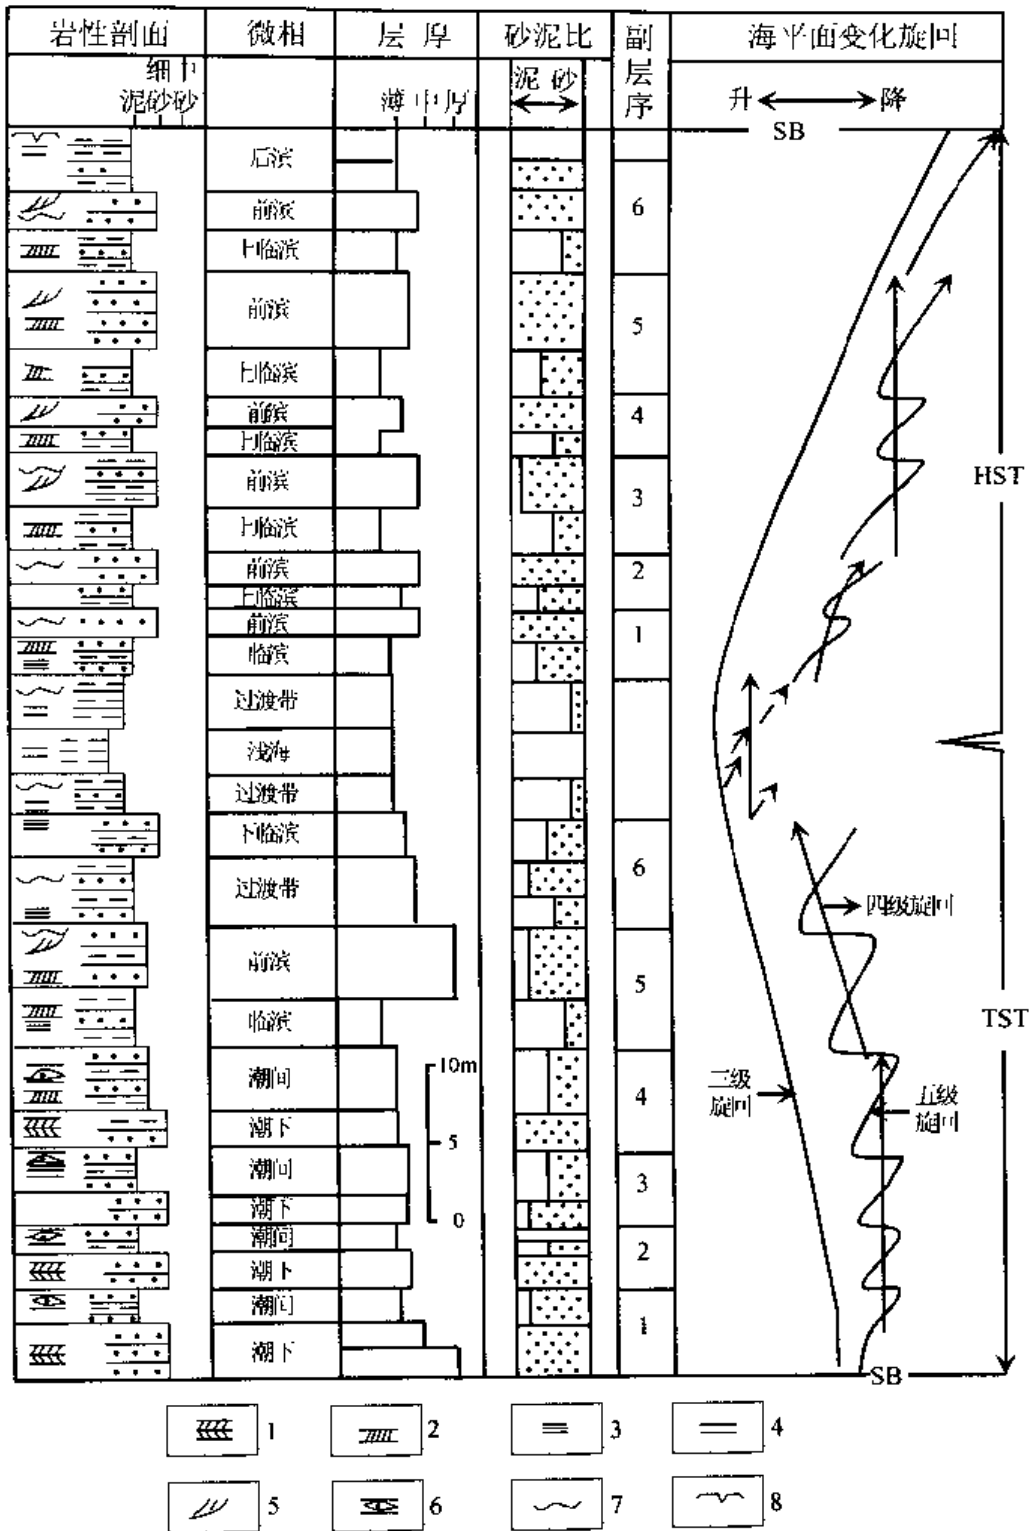 岩性剖面 微相 层厚 砂泥比 副层序 海平面变化旋回
细中
泥砂砂
薄中厚
泥 砂
升 降
SB
后滨
前滨
6
上临滨
前滨
5
上临滨
前滨
4
上临滨
前滨
3
HST
上临滨
前滨
2
上临滨
前滨
1
临滨
过渡带
浅海
过渡带
下临滨
6
过渡带
四级旋回
前滨
5
临滨
TST
潮间
10m
4
三级
旋回
五级
旋回
潮下
5
潮间
3
潮下
0
潮间
2
潮下
潮间
1
潮下
SB
1 2 3 4
5 6 7 8